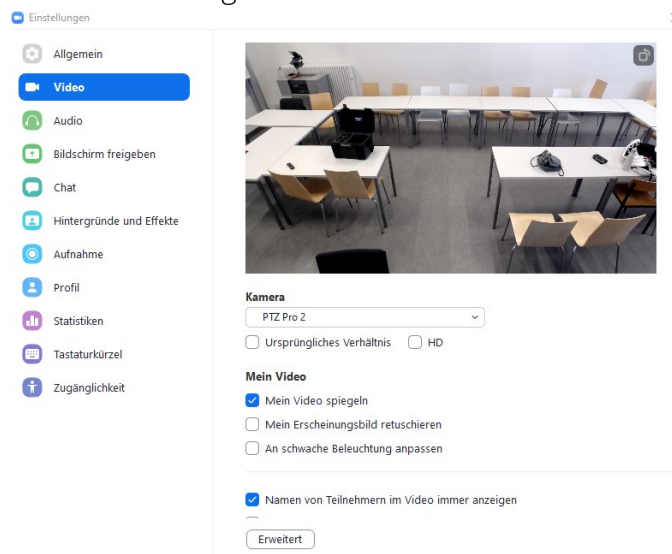 Einstellungen
Allgemein
Video
Audio
Bildschirm freigeben
Chat
Hintergründe und Effekte
Aufnahme
Profil
Statistiken
Tastaturkürzel
Zugänglichkeit
Kamera
PTZ Pro 2
Ursprüngliches Verhältnis HD
Mein Video
Mein Video spiegeln
Mein Erscheinungsbild retuschieren
An schwache Beleuchtung anpassen
Namen von Teilnehmern im Video immer anzeigen
Erweitert